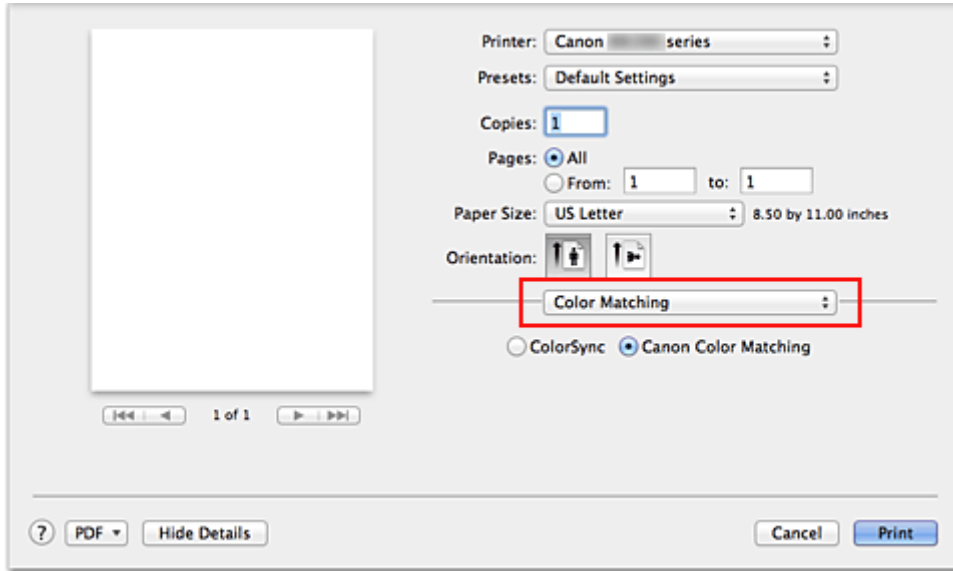 Printer: Canon series
Presets: Default Settings
Copies: 1
Pages: All
From: 1 to: 1
Paper Size: US Letter 8.50 by 11.00 inches
Orientation:
Color Matching
ColorSync Canon Color Matching
1 of 1
? PDF Hide Details Cancel Print